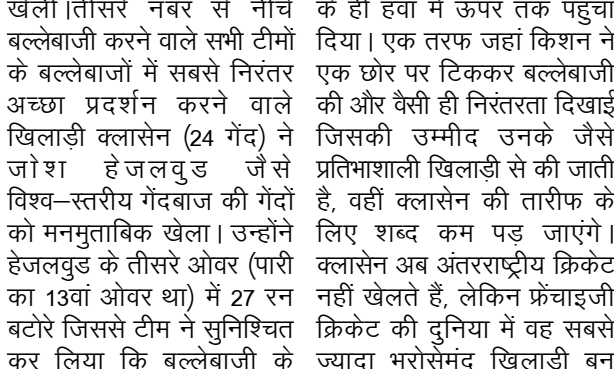 खेली।तीसरे नंबर से नीचे
बल्लेबाजी करने वाले सभी टीमों
के बल्लेबाजों में सबसे निरंतर
अच्छा प्रदर्शन करने वाले
खिलाड़ी क्लासेन (24 गेंद) ने
जोश हेजलवुड जैसे
विश्व–स्तरीय गेंदबाज की गेंदों
को मनमुताबिक खेला। उन्होंने
हेजलवुड के तीसरे ओवर (पारी
का 13वां ओवर था) में 27 रन
बटोरे जिससे टीम ने सुनिश्चित
कर लिया कि बल्लेबाजी के
के ही हवा में ऊपर तक पहुंचा
दिया। एक तरफ जहां किशन ने
एक छोर पर टिककर बल्लेबाजी
की और वैसी ही निरंतरता दिखाई
जिसकी उम्मीद उनके जैसे
प्रतिभाशाली खिलाड़ी से की जाती
है, वहीं क्लासेन की तारीफ के
लिए शब्द कम पड़ जाएंगे।
क्लासेन अब अंतरराष्ट्रीय क्रिकेट
नहीं खेलते हैं, लेकिन फ्रेंचाइजी
क्रिकेट की दुनिया में वह सबसे
ज्यादा भरोसेमंद खिलाड़ी बन